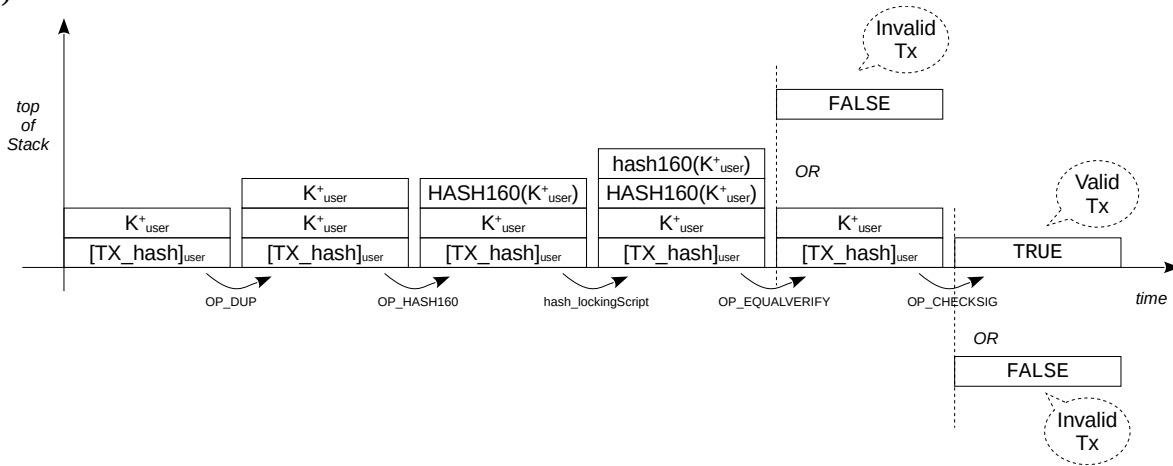 )
Invalid
Tx
top
of
Stack
FALSE
OR
hash160(K⁺user)
K⁺user
HASH160(K⁺user)
HASH160(K⁺user)
Valid
Tx
K⁺user
K⁺user
K⁺user
K⁺user
K⁺user
[TX_hash]user
[TX_hash]user
[TX_hash]user
[TX_hash]user
[TX_hash]user
TRUE
OP_DUP
OP_HASH160
hash_lockingScript
OP_EQUALVERIFY
OP_CHECKSIG
time
OR
FALSE
Invalid
Tx